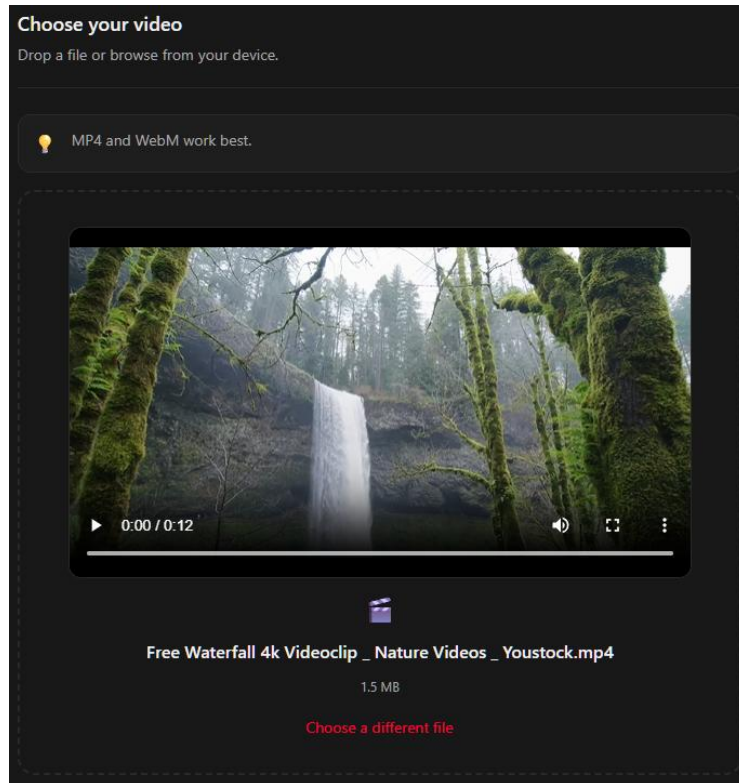 Choose your video
Drop a file or browse from your device.
MP4 and WebM work best.
0:00 / 0:12
Free Waterfall 4k Videoclip _ Nature Videos _ Youstock.mp4
1.5 MB
Choose a different file